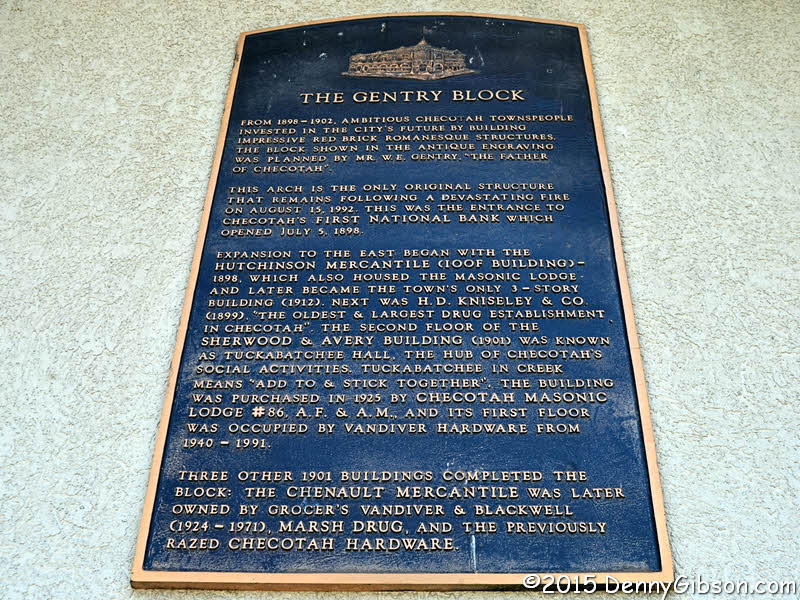 THE GENTRY BLOCK
FROM 1898-1902, AMBITIOUS CHECOTAH TOWNSPEOPLE
INVESTED IN THE CITY'S FUTURE BY BUILDING
IMPRESSIVE RED BRICK ROMANESQUE STRUCTURES.
THE BLOCK SHOWN IN THE ANTIQUE ENGRAVING
WAS PLANNED BY MR. W.E. GENTRY, "THE FATHER
OF CHECOTAH".
THIS ARCH IS THE ONLY ORIGINAL STRUCTURE
THAT REMAINS FOLLOWING A DEVASTATING FIRE
ON AUGUST 15, 1992. THIS WAS THE ENTRANCE TO
CHECOTAH'S FIRST NATIONAL BANK WHICH
OPENED JULY 5, 1898.
EXPANSION TO THE EAST BEGAN WITH THE
HUTCHINSON MERCANTILE (IOOF BUILDING)-
1898, WHICH ALSO HOUSED THE MASONIC LODGE
AND LATER BECAME THE TOWN'S ONLY 3-STORY
BUILDING (1912). NEXT WAS H.D. KNISELEY & CO.
(1899), "THE OLDEST & LARGEST DRUG ESTABLISHMENT
IN CHECOTAH". THE SECOND FLOOR OF THE
SHERWOOD & AVERY BUILDING (1901) WAS KNOWN
AS TUCKABATCHEE HALL, THE HUB OF CHECOTAH'S
SOCIAL ACTIVITIES. TUCKABATCHEE IN CREEK
MEANS "ADD TO & STICK TOGETHER". THE BUILDING
WAS PURCHASED IN 1925 BY CHECOTAH MASONIC
LODGE #86, A.F. & A.M., AND ITS FIRST FLOOR
WAS OCCUPIED BY VANDIVER HARDWARE FROM
1940 - 1991.
THREE OTHER 1901 BUILDINGS COMPLETED THE
BLOCK: THE CHENAULT MERCANTILE WAS LATER
OWNED BY GROCER'S VANDIVER & BLACKWELL
(1924-1971), MARSH DRUG, AND THE PREVIOUSLY
RAZED CHECOTAH HARDWARE.
©2015 DennyGibson.com